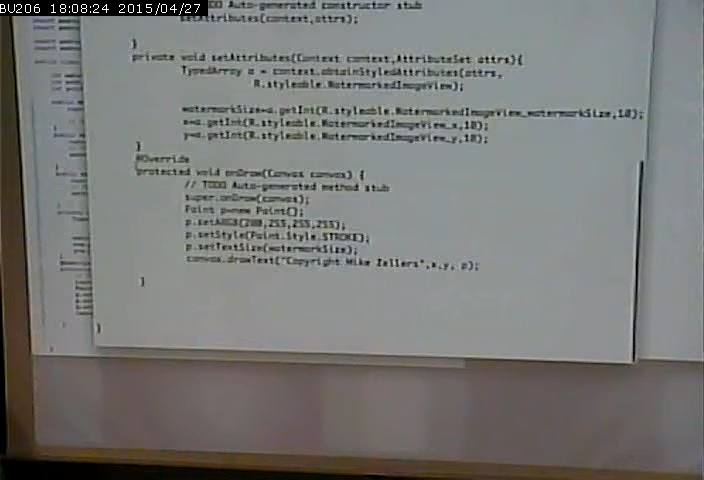 BU206 18:08:24 2015/04/27
TODO Auto-generated constructor stub
setAttributes(context,attrs);
}
private void setAttributes(Context context,AttributeSet attrs){
TypedArray a = context.obtainStyledAttributes(attrs,
R.styleable.WatermarkedImageView);
watermarkSize=a.getInt(R.styleable.WatermarkedImageView_watermarkSize,10);
x=a.getInt(R.styleable.WatermarkedImageView_x,10);
y=a.getInt(R.styleable.WatermarkedImageView_y,10);
}
@Override
protected void onDraw(Canvas canvas) {
// TODO Auto-generated method stub
super.onDraw(canvas);
Paint p=new Paint();
p.setARGB(200,255,255,255);
p.setStyle(Paint.Style.STROKE);
p.setTextSize(watermarkSize);
canvas.drawText("Copyright Mike Zellers",x,y, p);
}
}